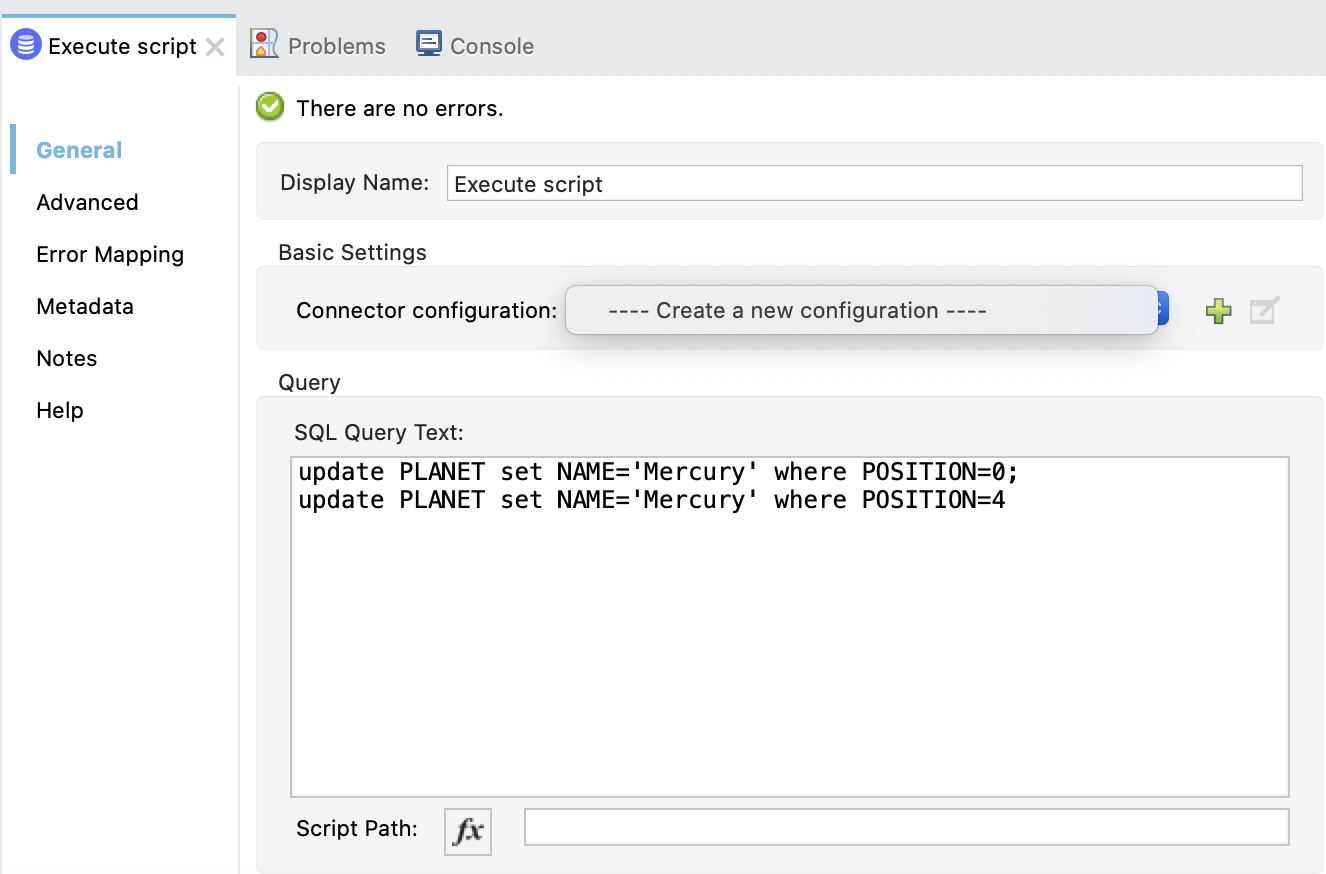 Execute script
Problems
Console
There are no errors.
General
Advanced
Error Mapping
Metadata
Notes
Help
Display Name:
Execute script
Basic Settings
Connector configuration:
---- Create a new configuration ----
Query
SQL Query Text:
update PLANET set NAME='Mercury' where POSITION=0;
update PLANET set NAME='Mercury' where POSITION=4
Script Path:
fx